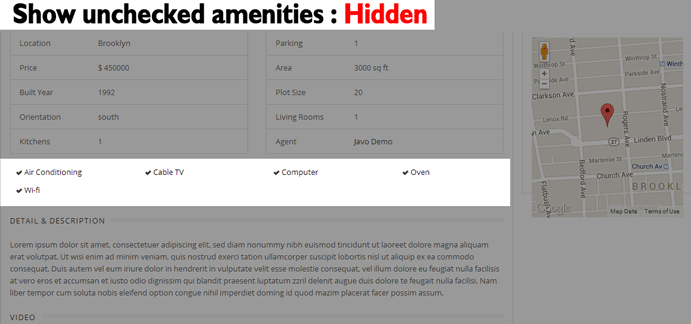 Show unchecked amenities : Hidden
Location Brooklyn Parking 1
Price $ 450000 Area 3000 sq ft
Built Year 1992 Plot Size 20
Orientation south Living Rooms 1
Kitchens 1 Agent Javo Demo
Air Conditioning Cable TV Computer Oven
Wi-fi
DETAIL & DESCRIPTION
Lorem ipsum dolor sit amet, consectetuer adipiscing elit, sed diam nonummy nibh euismod tincidunt ut laoreet dolore magna aliquam
erat volutpat. Ut wisi enim ad minim veniam, quis nostrud exerci tation ullamcorper suscipit lobortis nisl ut aliquip ex ea commodo
consequat. Duis autem vel eum iriure dolor in hendrerit in vulputate velit esse molestie consequat, vel illum dolore eu feugiat nulla facilisis
at vero eros et accumsan et iusto odio dignissim qui blandit praesent luptatum zzril delenit augue duis dolore te feugait nulla facilisi. Nam
liber tempor cum soluta nobis eleifend option congue nihil imperdiet doming id quod mazim placerat facer possim assum.
VIDEO
Winthrop St
Winthrop St
Parkside Ave
Parkside Ave
Clarkson Ave
Lenox Rd
Linden Blvd
27
Martense St
Church Av
Church Ave
Bedford Ave
Rogers Ave
Nostrand Ave
Flatbush Ave
BROOKL
Google
Map Data Terms of Use